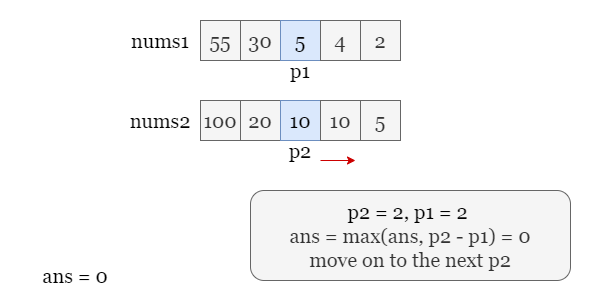 nums1 55 30 5 4 2
p1
nums2 100 20 10 10 5
p2
p2 = 2, p1 = 2
ans = max(ans, p2 - p1) = 0
move on to the next p2
ans = 0